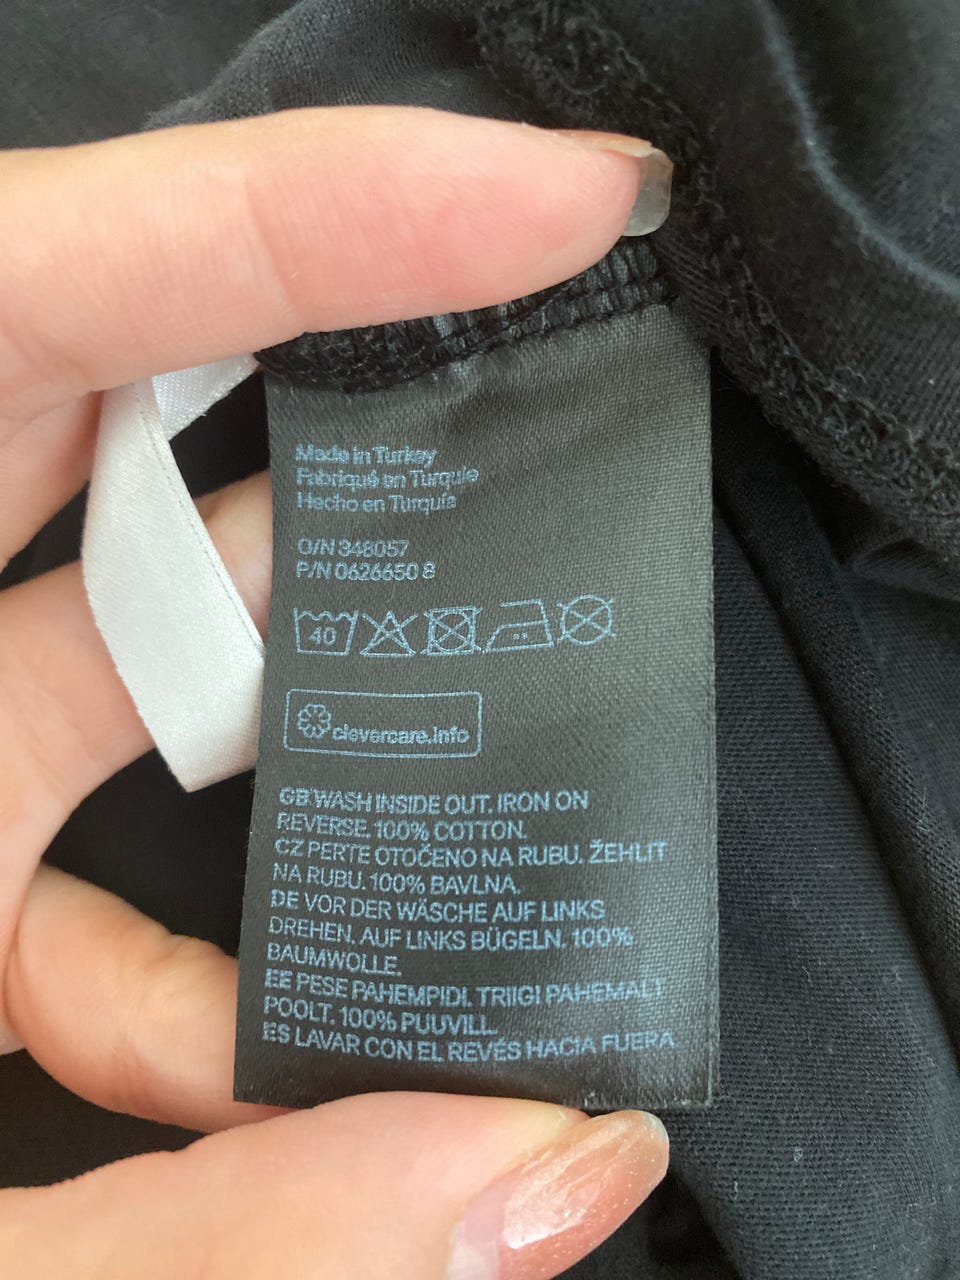 Made in Turkey
Fabriqué en Turquie
Hecho en Turquía
O/N 348057
P/N 0626650 8
40
clevercare.info
GB WASH INSIDE OUT. IRON ON
REVERSE. 100% COTTON.
CZ PERTE OTOČENO NA RUBU. ŽEHLIT
NA RUBU. 100% BAVLNA.
DE VOR DER WÄSCHE AUF LINKS
DREHEN. AUF LINKS BÜGELN. 100%
BAUMWOLLE.
EE PESE PAHEMPIDI. TRIIGI PAHEMALT
POOLT. 100% PUUVILL.
ES LAVAR CON EL REVÉS HACIA FUERA